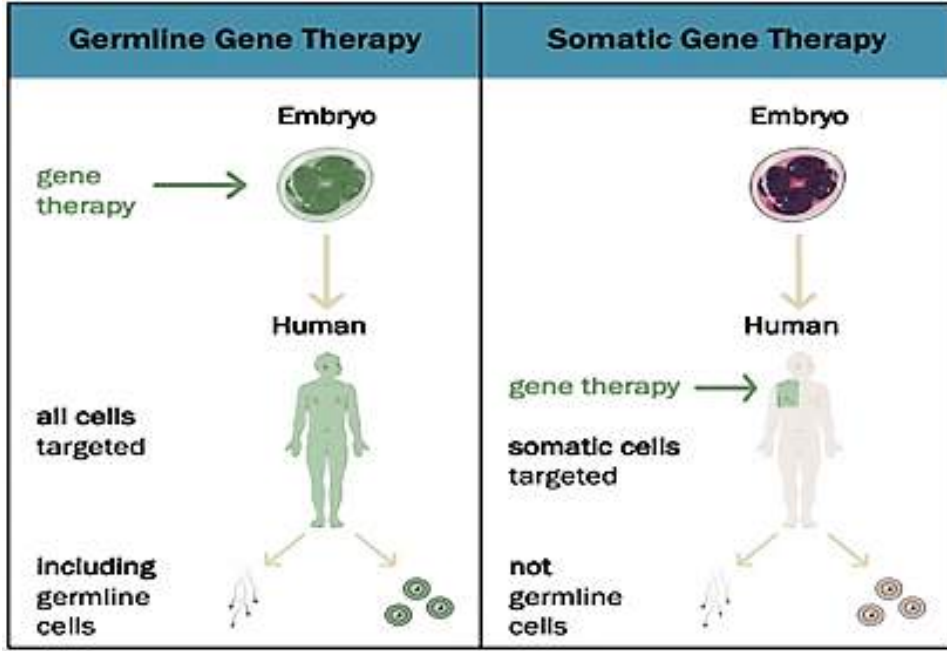 Germline Gene Therapy
Embryo
gene
therapy
Human
all cells
targeted
including
germline
cells
Somatic Gene Therapy
Embryo
Human
gene therapy
somatic cells
targeted
not
germline
cells